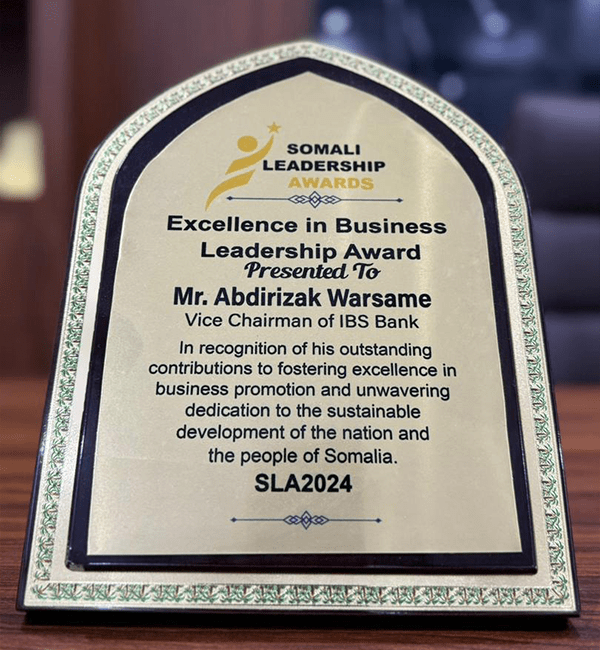 SOMALI
LEADERSHIP
AWARDS
Excellence in Business
Leadership Award
Presented To
Mr. Abdirizak Warsame
Vice Chairman of IBS Bank
In recognition of his outstanding
contributions to fostering excellence in
business promotion and unwavering
dedication to the sustainable
development of the nation and
the people of Somalia.
SLA2024